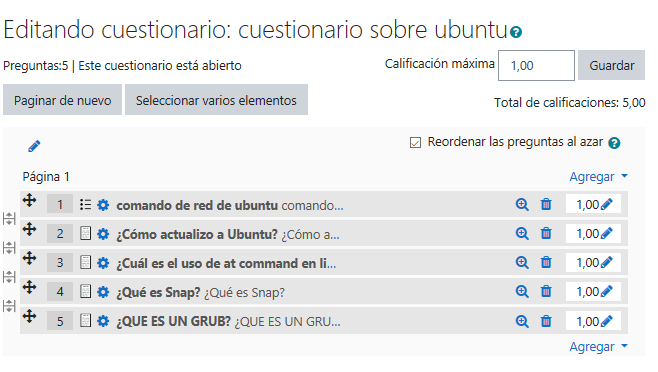 Editando cuestionario: cuestionario sobre ubuntu
Preguntas:5 | Este cuestionario está abierto
Calificación máxima 1,00 Guardar
Paginar de nuevo Seleccionar varios elementos
Total de calificaciones: 5,00
Reordenar las preguntas al azar
Página 1 Agregar
1 comando de red de ubuntu comando... 1,00
2 ¿Cómo actualizo a Ubuntu? ¿Cómo a... 1,00
3 ¿Cuál es el uso de at command en li... 1,00
4 ¿Qué es Snap? ¿Qué es Snap? 1,00
5 ¿QUE ES UN GRUB? ¿QUE ES UN GRU... 1,00
Agregar